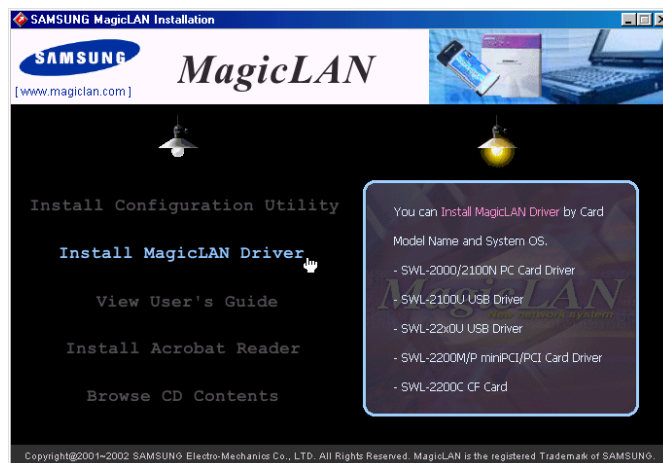 SAMSUNG MagicLAN Installation
SAMSUNG
MagicLAN
[ www.magiclan.com ]
Install Configuration Utility
Install MagicLAN Driver
View User's Guide
Install Acrobat Reader
Browse CD Contents
You can Install MagicLAN Driver by Card
Model Name and System OS.
- SWL-2000/2100N PC Card Driver
- SWL-2100U USB Driver
- SWL-22x0U USB Driver
- SWL-2200M/P miniPCI/PCI Card Driver
- SWL-2200C CF Card
MagicLAN
New network system
Copyright@2001~2002 SAMSUNG Electro-Mechanics Co., LTD. All Rights Reserved. MagicLAN is the registered Trademark of SAMSUNG.